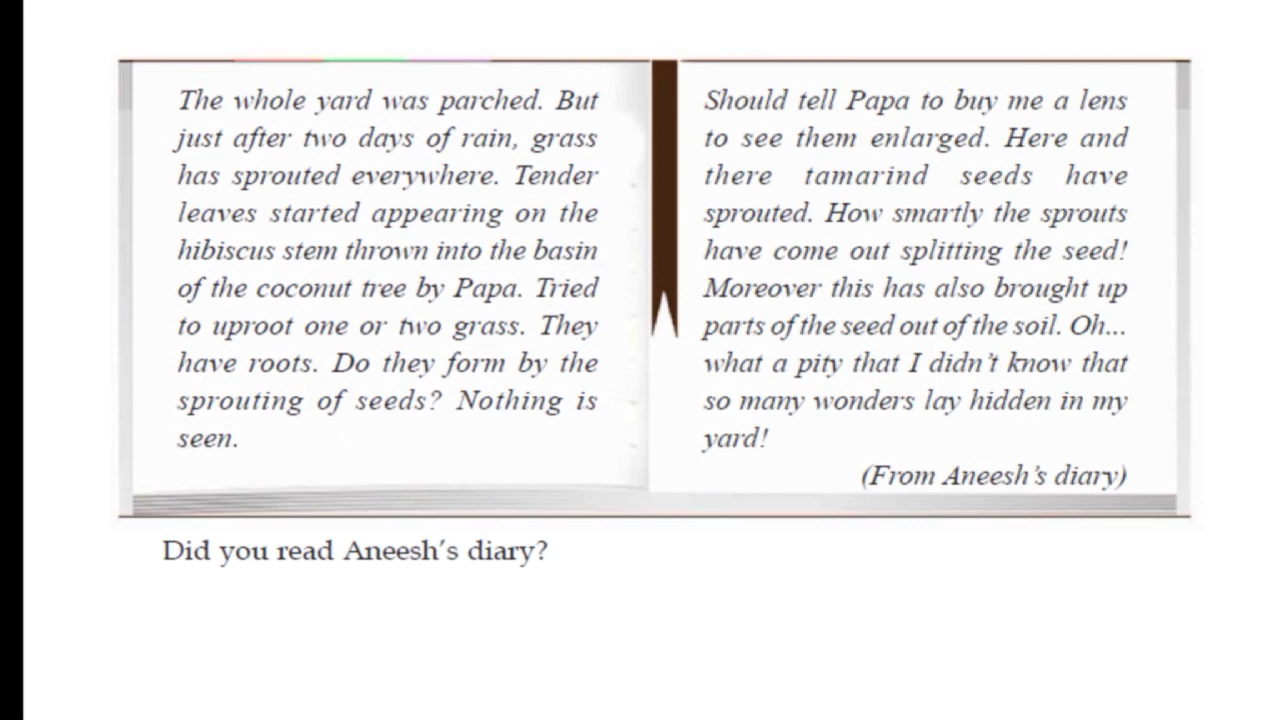 The whole yard was parched. But
just after two days of rain, grass
has sprouted everywhere. Tender
leaves started appearing on the
hibiscus stem thrown into the basin
of the coconut tree by Papa. Tried
to uproot one or two grass. They
have roots. Do they form by the
sprouting of seeds? Nothing is
seen.
Should tell Papa to buy me a lens
to see them enlarged. Here and
there tamarind seeds have
sprouted. How smartly the sprouts
have come out splitting the seed!
Moreover this has also brought up
parts of the seed out of the soil. Oh...
what a pity that I didn't know that
so many wonders lay hidden in my
yard!
(From Aneesh's diary)
Did you read Aneesh's diary?